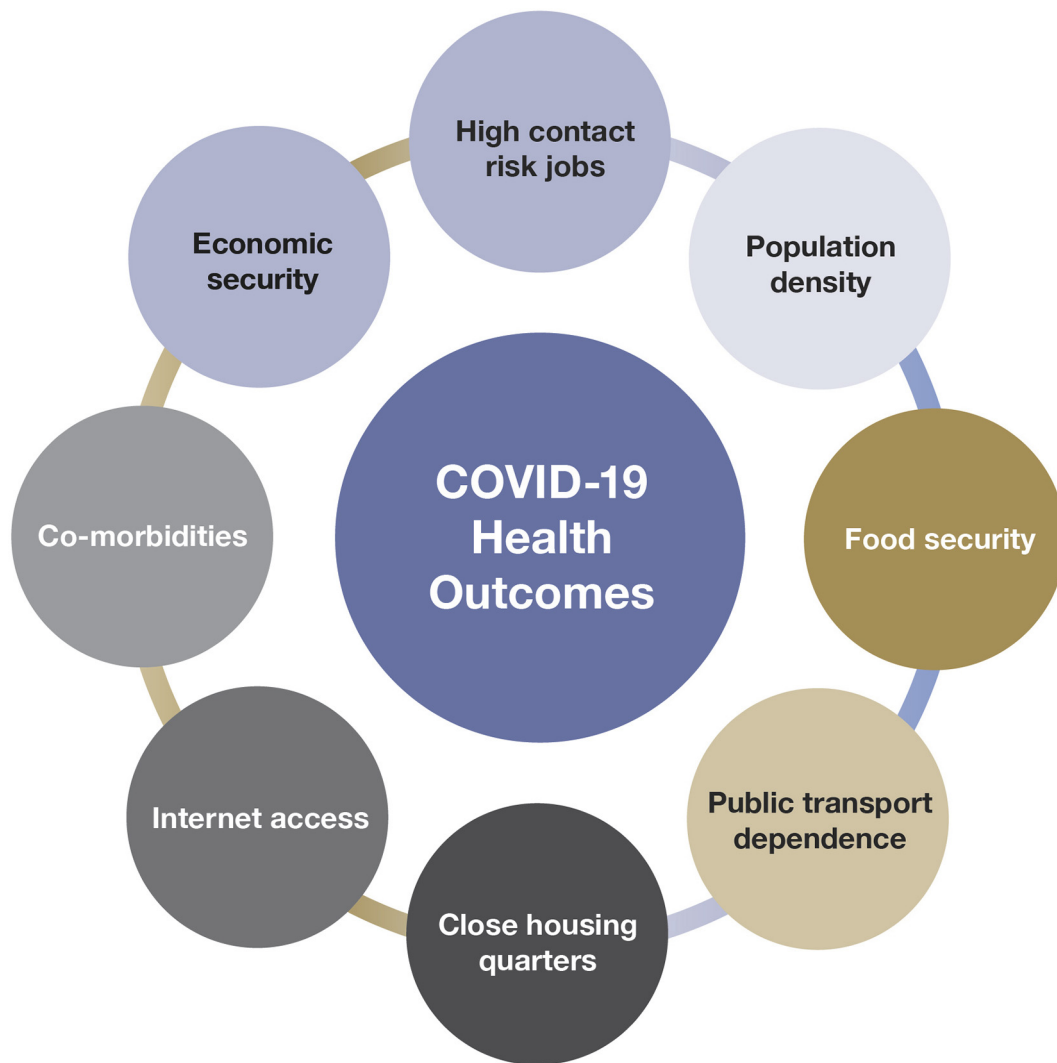 High contact
risk jobs
Economic
security
Population
density
COVID-19
Health
Outcomes
Co-morbidities
Food security
Internet access
Public transport
dependence
Close housing
quarters